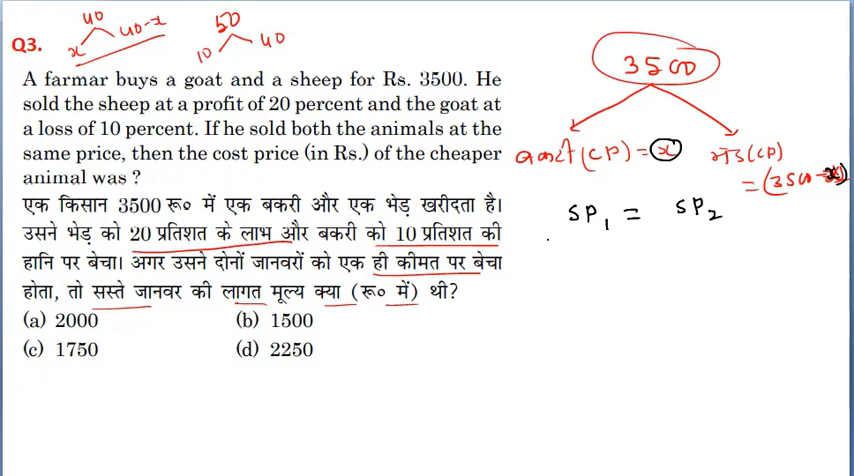 40
x 40-x
50
10 40
Q3.
A farmar buys a goat and a sheep for Rs. 3500. He
sold the sheep at a profit of 20 percent and the goat at
a loss of 10 percent. If he sold both the animals at the
same price, then the cost price (in Rs.) of the cheaper
animal was ?
एक किसान 3500 रू० में एक बकरी और एक भेड़ खरीदता है।
उसने भेड़ को 20 प्रतिशत के लाभ और बकरी को 10 प्रतिशत की
हानि पर बेचा। अगर उसने दोनों जानवरों को एक ही कीमत पर बेचा
होता, तो सस्ते जानवर की लागत मूल्य क्या (रू० में) थी?
(a) 2000 (b) 1500
(c) 1750 (d) 2250
3500
बकरी (CP) = x
भेड (CP)
= (3500-x)
SP₁ = SP₂